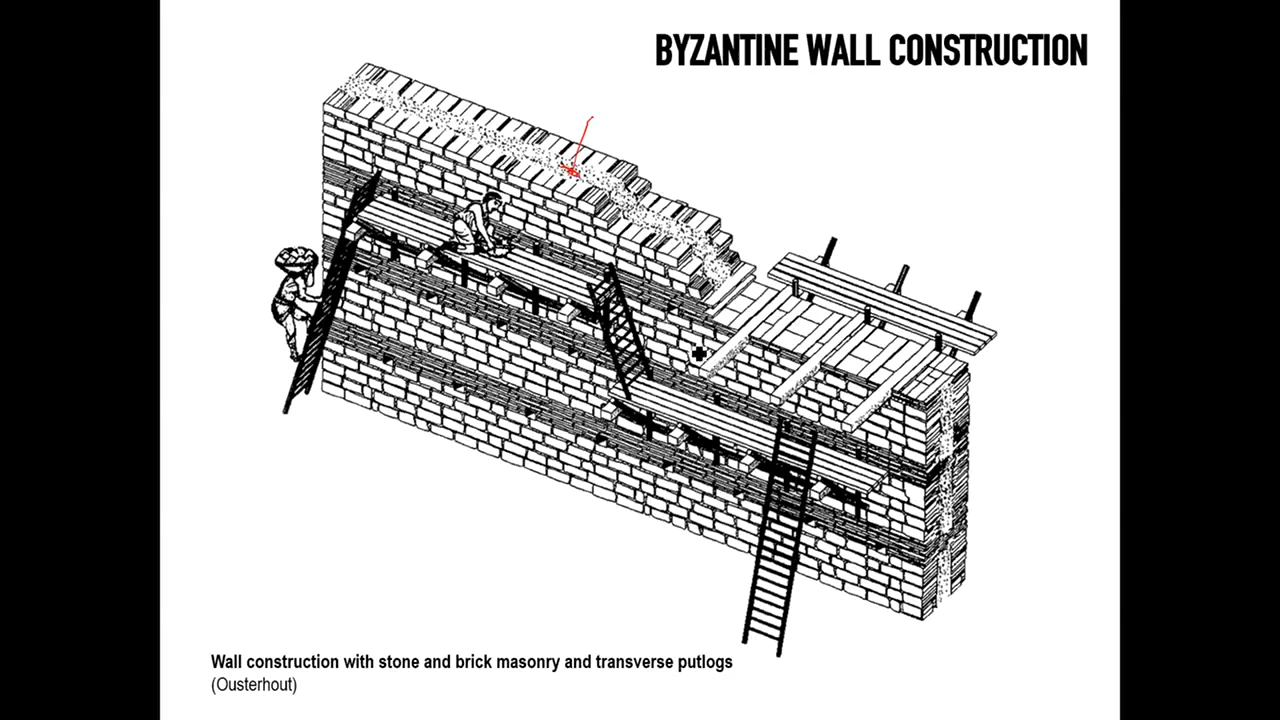 BYZANTINE WALL CONSTRUCTION
Wall construction with stone and brick masonry and transverse putlogs
(Ousterhout)